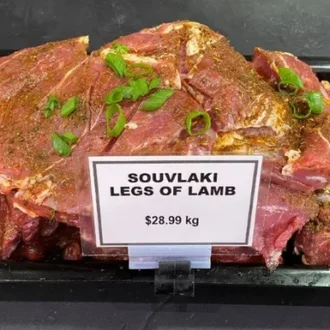 SOUVLAKI
LEGS OF LAMB
$28.99 kg